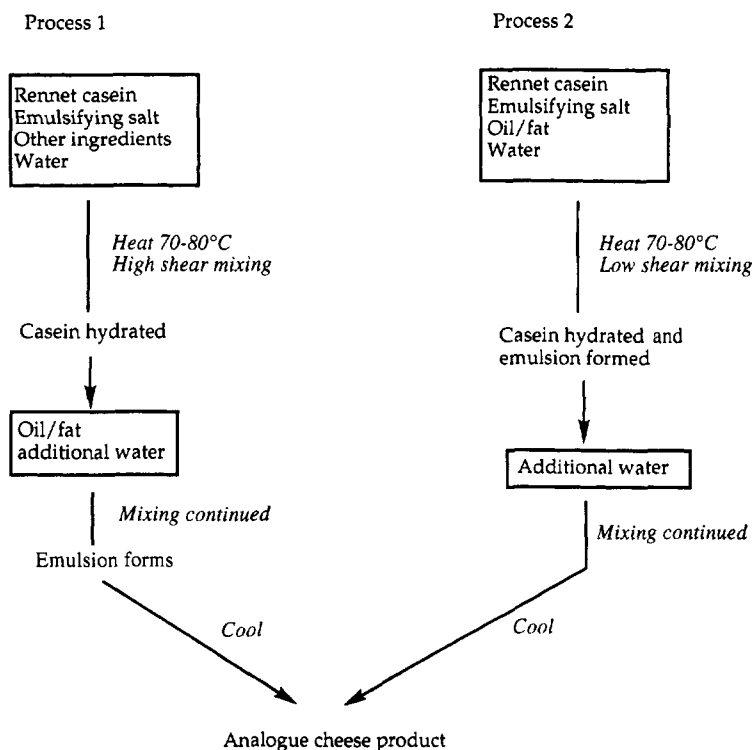 Process 1
Rennet casein
Emulsifying salt
Other ingredients
Water
Heat 70-80°C
High shear mixing
Casein hydrated
Oil/fat
additional water
Mixing continued
Emulsion forms
Cool
Process 2
Rennet casein
Emulsifying salt
Oil/fat
Water
Heat 70-80°C
Low shear mixing
Casein hydrated and
emulsion formed
Additional water
Mixing continued
Cool
Analogue cheese product